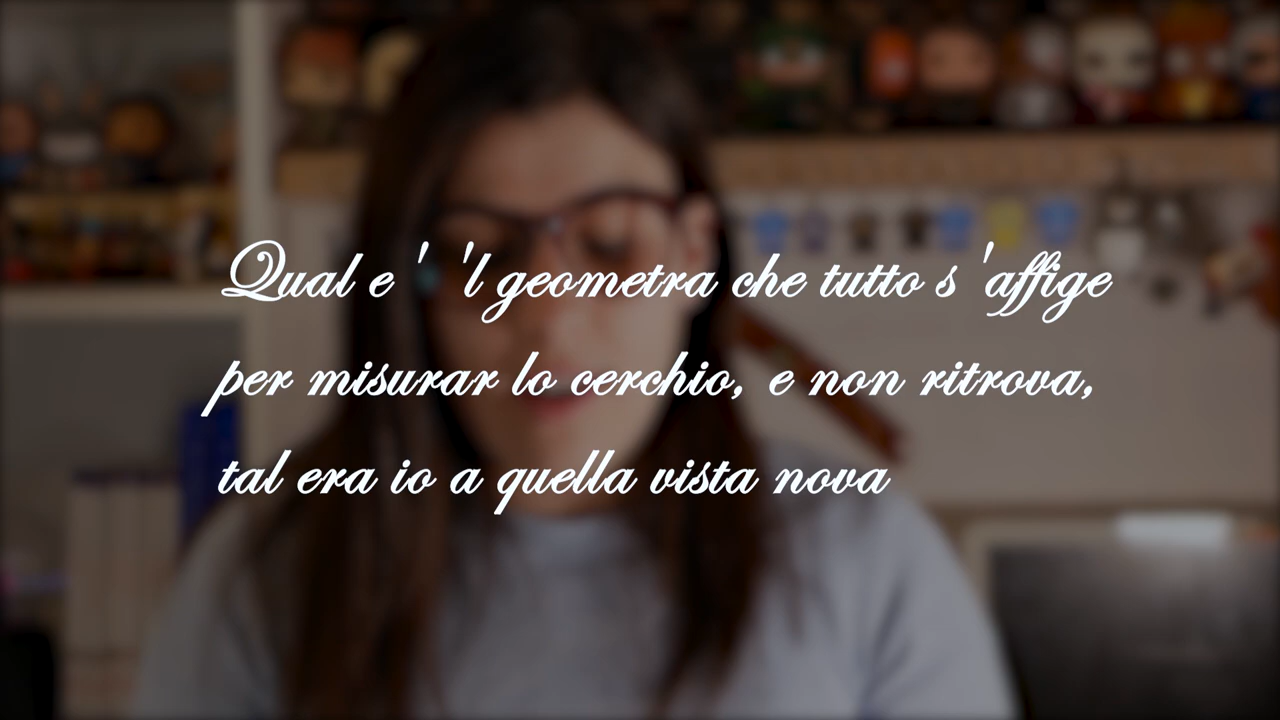 Qual e' 'l geometra che tutto s'affige
per misurar lo cerchio, e non ritrova,
tal era io a quella vista nova